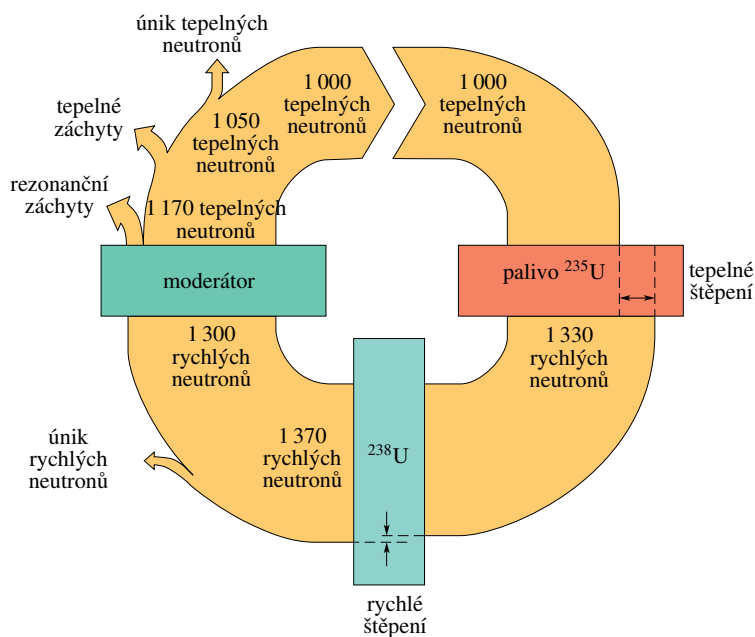 únik tepelných
neutronů
1 000
tepelných
neutronů
1 000
tepelných
neutronů
tepelné
záchyty
1 050
tepelných
neutronů
rezonanční
záchyty
1 170 tepelných
neutronů
moderátor
palivo ²³⁵U
tepelné
štěpení
1 300
rychlých
neutronů
1 330
rychlých
neutronů
únik
rychlých
neutronů
1 370
rychlých
neutronů
²³⁸U
rychlé
štěpení